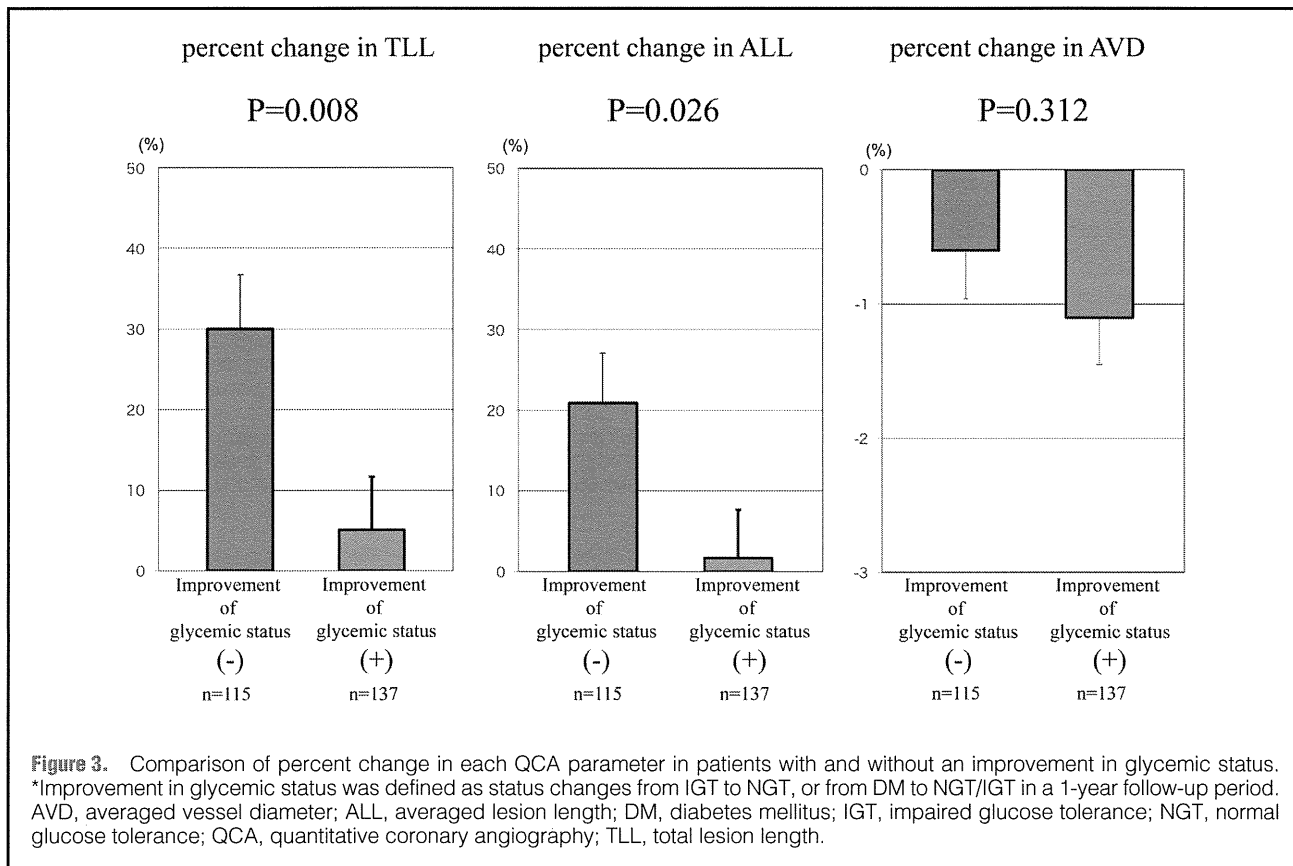 percent change in TLL
P=0.008
(%)
50
40
30
20
10
0
Improvement Improvement
of of
glycemic status glycemic status
(-) (+)
n=115 n=137
percent change in ALL
P=0.026
(%)
50
40
30
20
10
0
Improvement Improvement
of of
glycemic status glycemic status
(-) (+)
n=115 n=137
percent change in AVD
P=0.312
(%)
0
-1
-2
-3
Improvement Improvement
of of
glycemic status glycemic status
(-) (+)
n=115 n=137
Figure 3. Comparison of percent change in each QCA parameter in patients with and without an improvement in glycemic status.
*Improvement in glycemic status was defined as status changes from IGT to NGT, or from DM to NGT/IGT in a 1-year follow-up period.
AVD, averaged vessel diameter; ALL, averaged lesion length; DM, diabetes mellitus; IGT, impaired glucose tolerance; NGT, normal
glucose tolerance; QCA, quantitative coronary angiography; TLL, total lesion length.